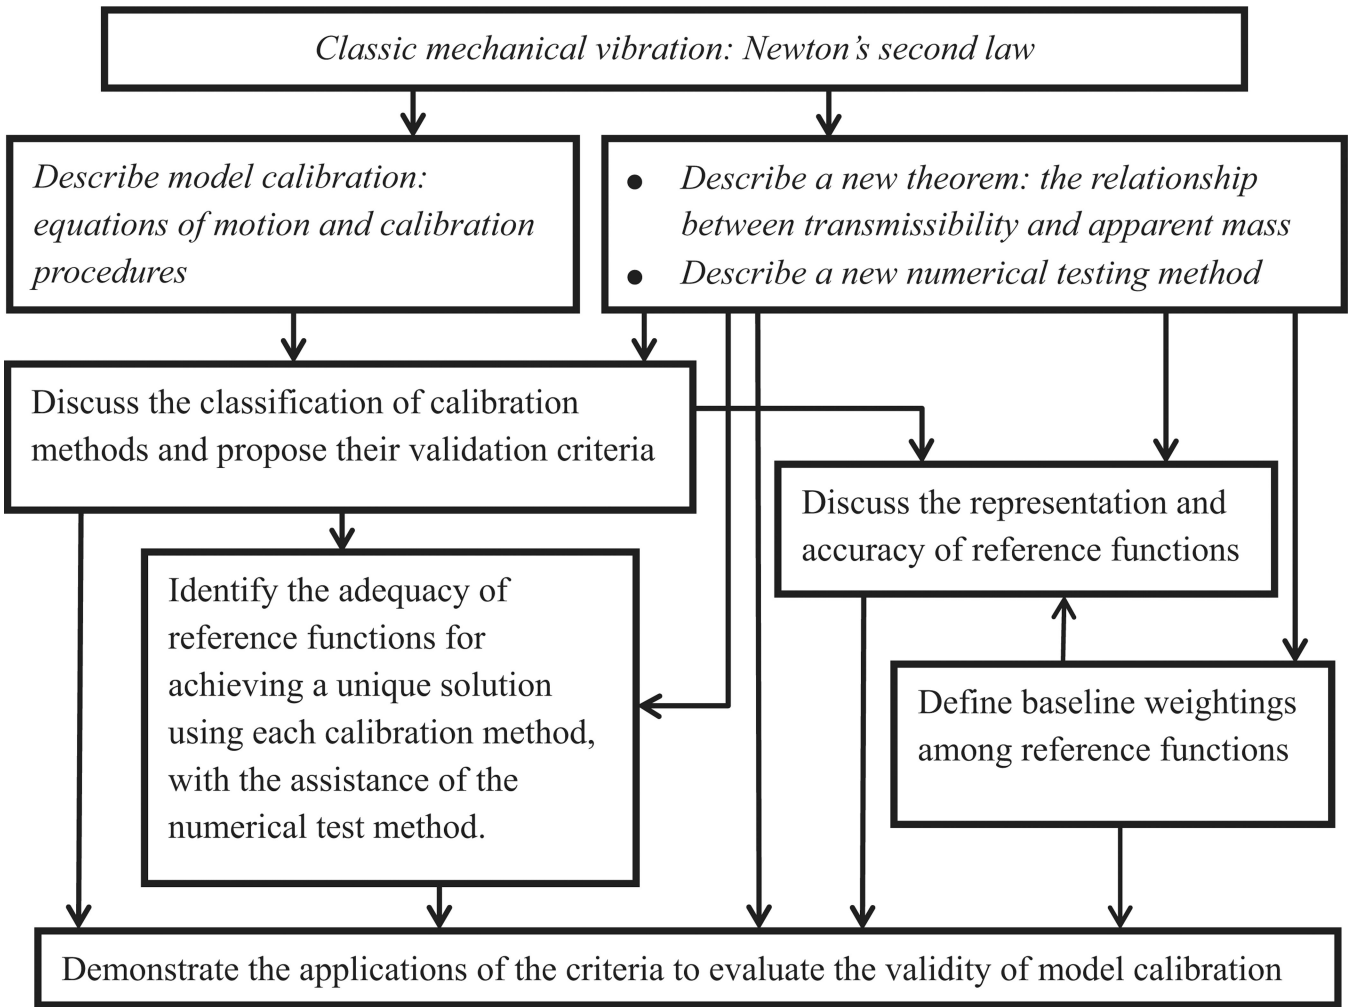 Classic mechanical vibration: Newton's second law
Describe model calibration:
equations of motion and calibration
procedures
● Describe a new theorem: the relationship
between transmissibility and apparent mass
● Describe a new numerical testing method
Discuss the classification of calibration
methods and propose their validation criteria
Discuss the representation and
accuracy of reference functions
Identify the adequacy of
reference functions for
achieving a unique solution
using each calibration method,
with the assistance of the
numerical test method.
Define baseline weightings
among reference functions
Demonstrate the applications of the criteria to evaluate the validity of model calibration